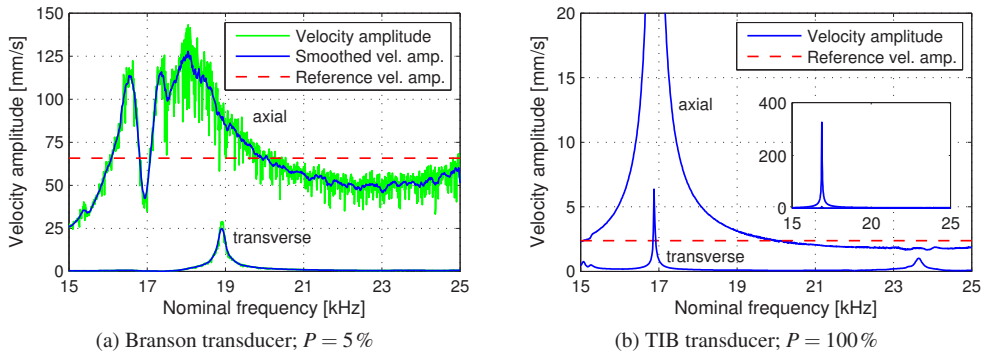 150
125
100
75
50
25
0
Velocity amplitude [mm/s]
Velocity amplitude
Smoothed vel. amp.
Reference vel. amp.
axial
transverse
15 17 19 21 23 25
Nominal frequency [kHz]
(a) Branson transducer; P = 5%
20
15
10
5
0
Velocity amplitude [mm/s]
Velocity amplitude
Reference vel. amp.
axial
transverse
400
200
0
15 20 25
15 17 19 21 23 25
Nominal frequency [kHz]
(b) TIB transducer; P = 100%